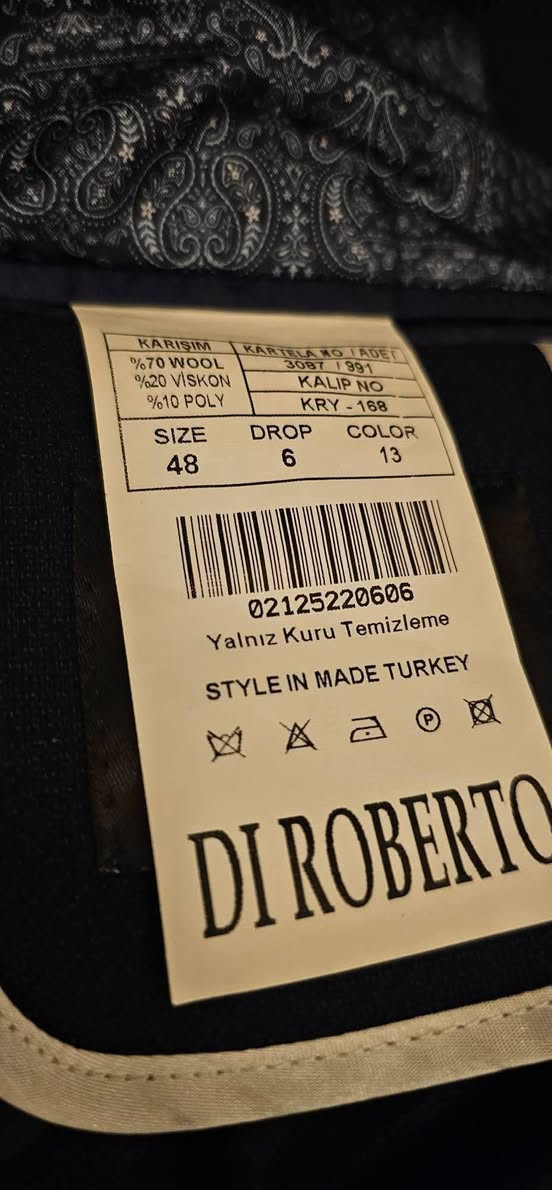 KARIŞIM
%70 WOOL
%20 VİSKON
%10 POLY
KARTELA NO / ADET
3087 / 991
KALIP NO
KRY - 168
SIZE DROP COLOR
48 6 13
02125220606
Yalnız Kuru Temizleme
STYLE IN MADE TURKEY
P
DI ROBERTO